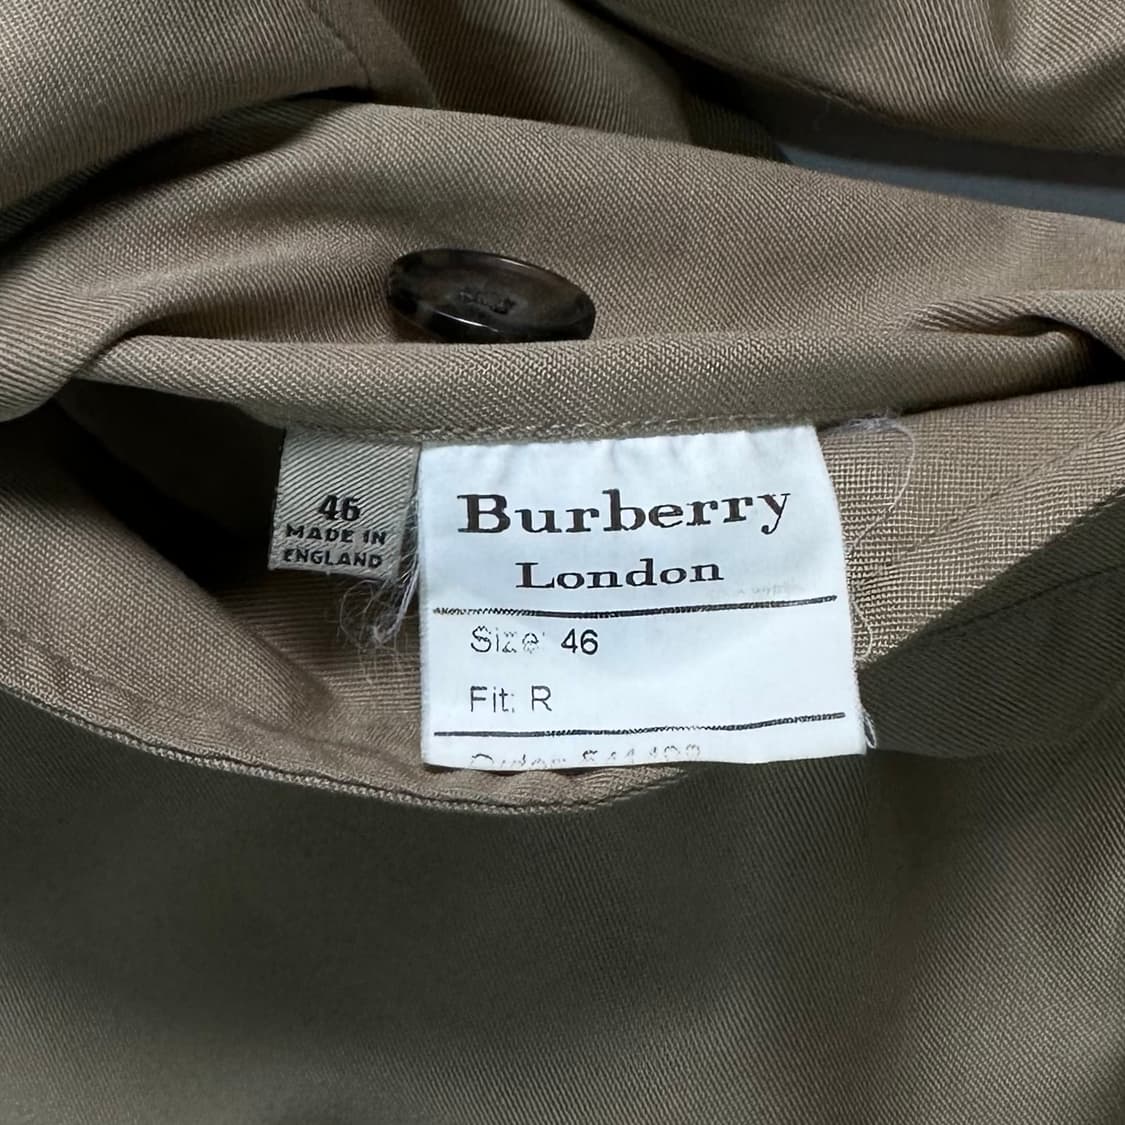 46
MADE IN
ENGLAND
Burberry
London
Size: 46
Fit: R